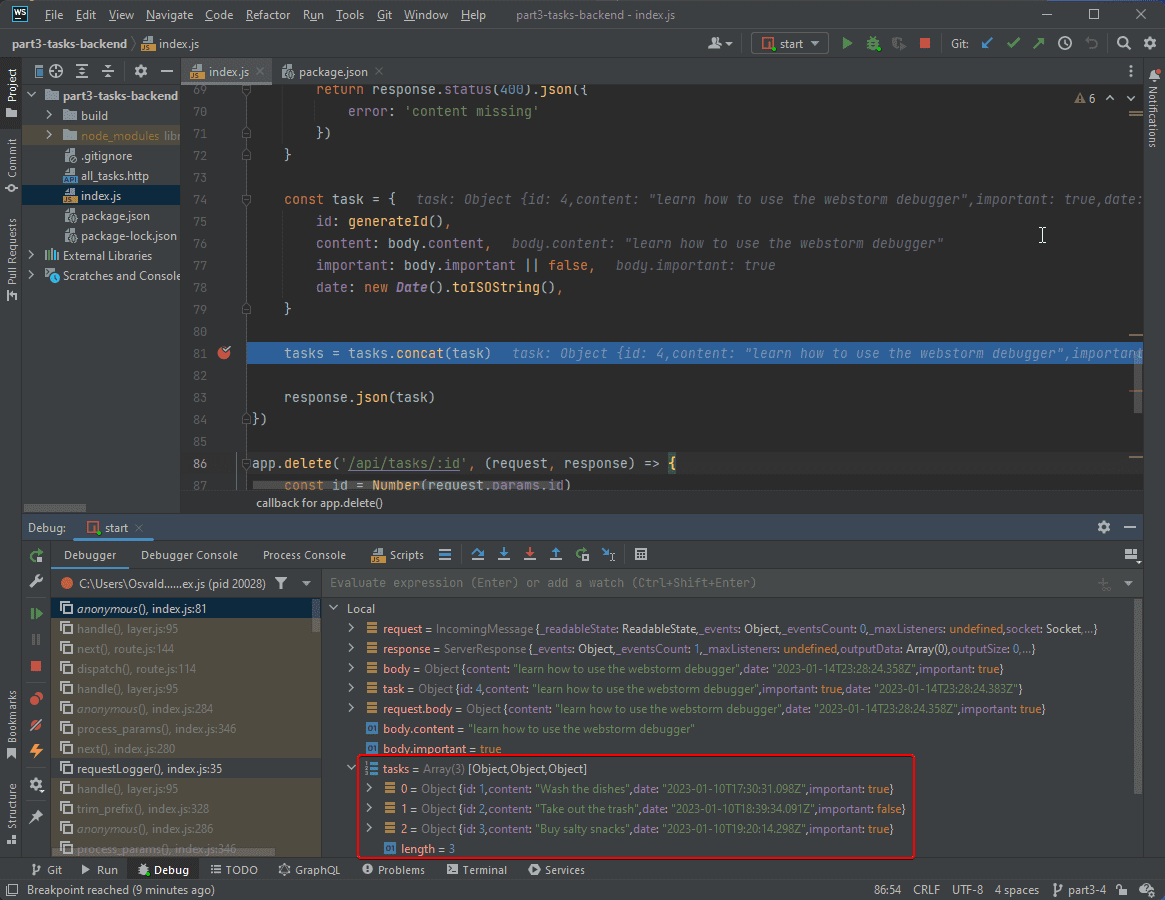 WS File Edit View Navigate Code Refactor Run Tools Git Window Help part3-tasks-backend - index.js
part3-tasks-backend index.js start Git:
Project
Commit
Pull Requests
Bookmarks
Structure
Notifications
part3-tasks-backend
build
node_modules libr
.gitignore
all_tasks.http
index.js
package.json
package-lock.json
External Libraries
Scratches and Console
index.js package.json
6
69 return response.status(400).json({
70 error: 'content missing'
71 })
72 }
73
74 const task = { task: Object {id: 4,content: "learn how to use the webstorm debugger",important: true,date:
75 id: generateId(),
76 content: body.content, body.content: "learn how to use the webstorm debugger"
77 important: body.important || false, body.important: true
78 date: new Date().toISOString(),
79 }
80
81 tasks = tasks.concat(task) task: Object {id: 4,content: "learn how to use the webstorm debugger",important
82
83 response.json(task)
84 })
85
86 app.delete('/api/tasks/:id', (request, response) => {
87 const id = Number(request.params.id)
callback for app.delete()
Debug: start
Debugger Debugger Console Process Console Scripts
C:\Users\Osvald......ex.js (pid 20028)
anonymous(), index.js:81
handle(), layer.js:95
next(), route.js:144
dispatch(), route.js:114
handle(), layer.js:95
anonymous(), index.js:284
process_params(), index.js:346
next(), index.js:280
requestLogger(), index.js:35
handle(), layer.js:95
trim_prefix(), index.js:328
anonymous(), index.js:286
process_params(), index.js:346
Evaluate expression (Enter) or add a watch (Ctrl+Shift+Enter)
Local
request = IncomingMessage {_readableState: ReadableState,_events: Object,_eventsCount: 0,_maxListeners: undefined,socket: Socket,...}
response = ServerResponse {_events: Object,_eventsCount: 1,_maxListeners: undefined,outputData: Array(0),outputSize: 0,...}
body = Object {content: "learn how to use the webstorm debugger",date: "2023-01-14T23:28:24.358Z",important: true}
task = Object {id: 4,content: "learn how to use the webstorm debugger",important: true,date: "2023-01-14T23:28:24.383Z"}
request.body = Object {content: "learn how to use the webstorm debugger",date: "2023-01-14T23:28:24.358Z",important: true}
01 body.content = "learn how to use the webstorm debugger"
01 body.important = true
tasks = Array(3) [Object,Object,Object]
0 = Object {id: 1,content: "Wash the dishes",date: "2023-01-10T17:30:31.098Z",important: true}
1 = Object {id: 2,content: "Take out the trash",date: "2023-01-10T18:39:34.091Z",important: false}
2 = Object {id: 3,content: "Buy salty snacks",date: "2023-01-10T19:20:14.298Z",important: true}
01 length = 3
Git Run Debug TODO GraphQL Problems Terminal Services
Breakpoint reached (9 minutes ago) 86:54 CRLF UTF-8 4 spaces part3-4